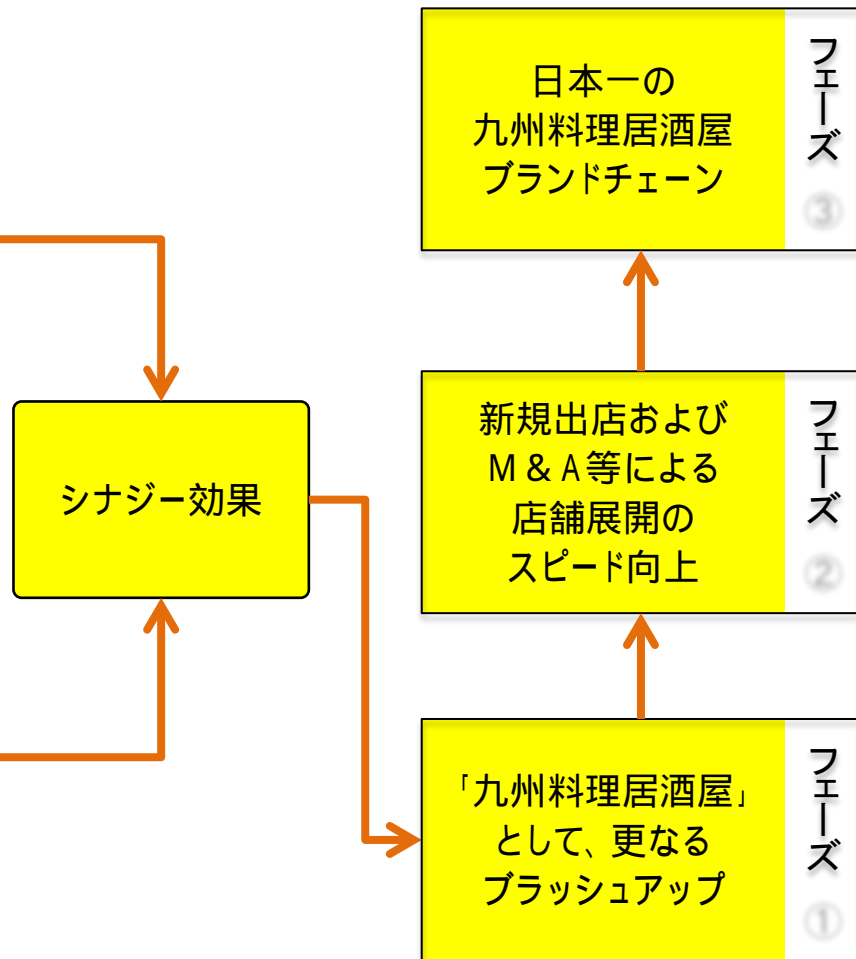 日本一の
九州料理居酒屋
ブランドチェーン
フェーズ ③
シナジー効果
新規出店および
M & A等による
店舗展開の
スピード向上
フェーズ ②
「九州料理居酒屋」
として、更なる
ブラッシュアップ
フェーズ ①